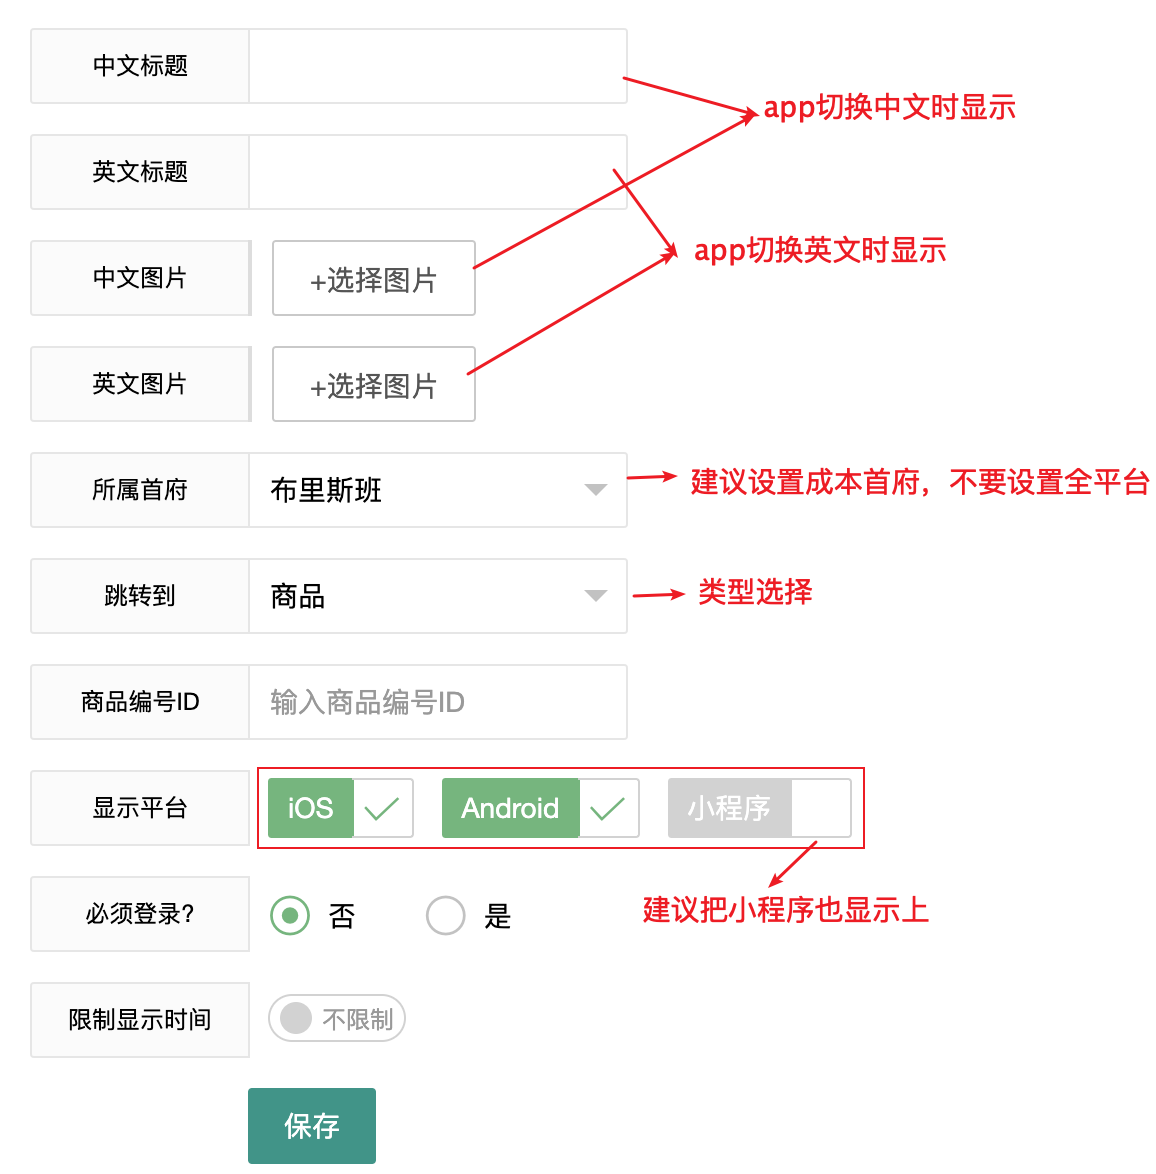 中文标题
app切换中文时显示
英文标题
app切换英文时显示
中文图片
+选择图片
英文图片
+选择图片
所属首府
布里斯班
建议设置成本首府，不要设置全平台
跳转到
商品
类型选择
商品编号ID
输入商品编号ID
显示平台
iOS
Android
小程序
建议把小程序也显示上
必须登录?
否
是
限制显示时间
不限制
保存